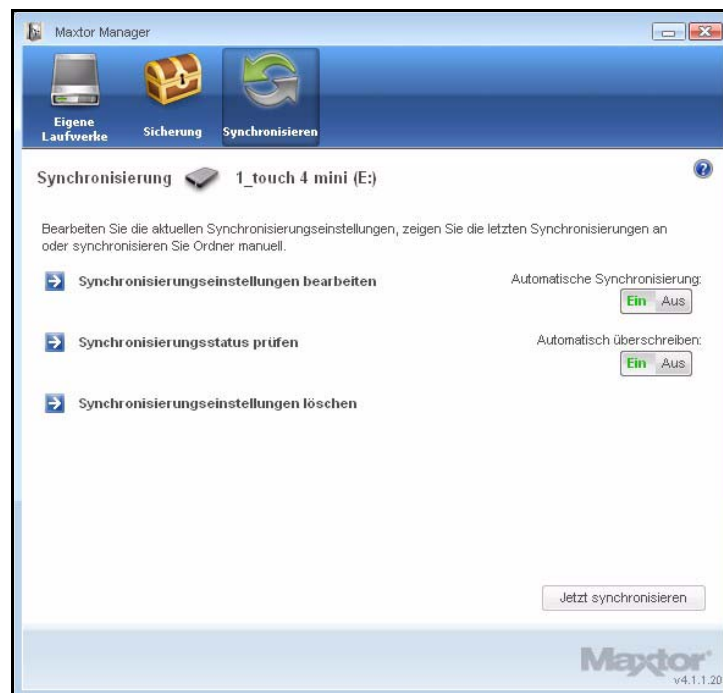 Maxtor Manager
Eigene
Laufwerke
Sicherung
Synchronisieren
Synchronisierung 1_touch 4 mini (E:)
?
Bearbeiten Sie die aktuellen Synchronisierungseinstellungen, zeigen Sie die letzten Synchronisierungen an
oder synchronisieren Sie Ordner manuell.
Synchronisierungseinstellungen bearbeiten
Automatische Synchronisierung:
Ein Aus
Synchronisierungsstatus prüfen
Automatisch überschreiben:
Ein Aus
Synchronisierungseinstellungen löschen
Jetzt synchronisieren
Maxtor
v4.1.1.20